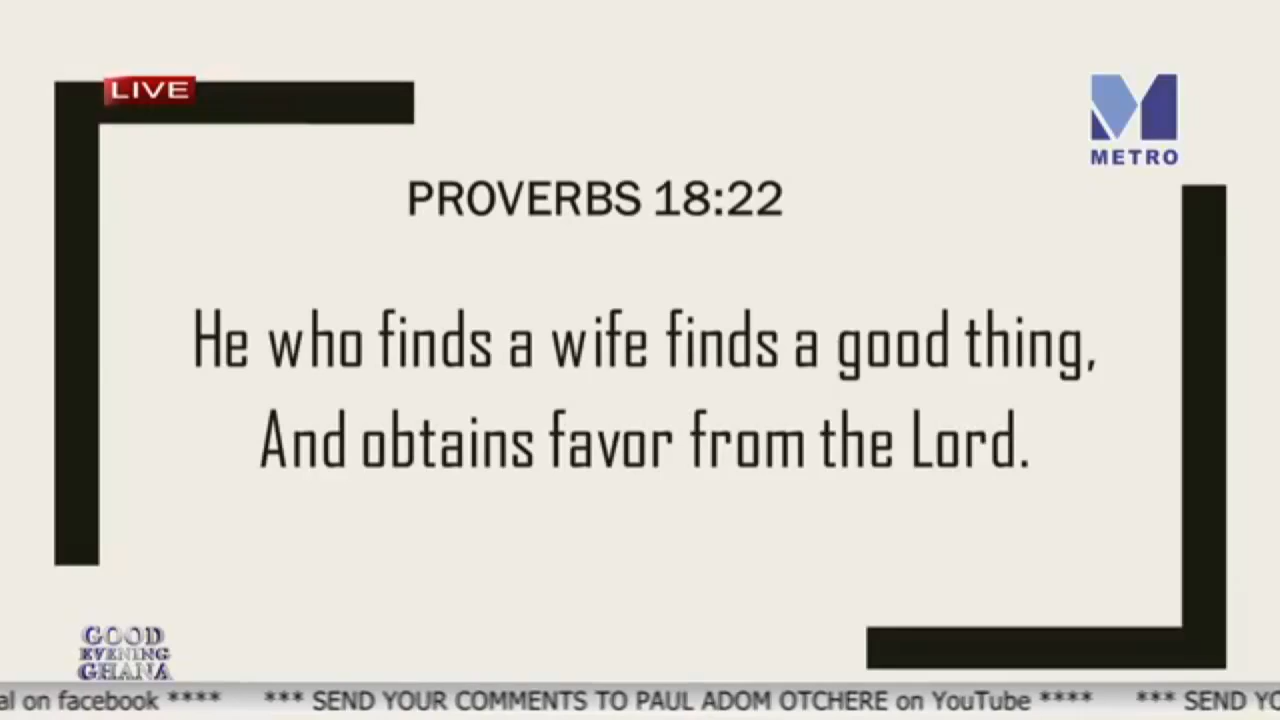 LIVE
METRO
PROVERBS 18:22
He who finds a wife finds a good thing,
And obtains favor from the Lord.
GOOD
EVENING
GHANA
al on facebook **** *** SEND YOUR COMMENTS TO PAUL ADOM OTCHERE on YouTube **** *** SEND YO